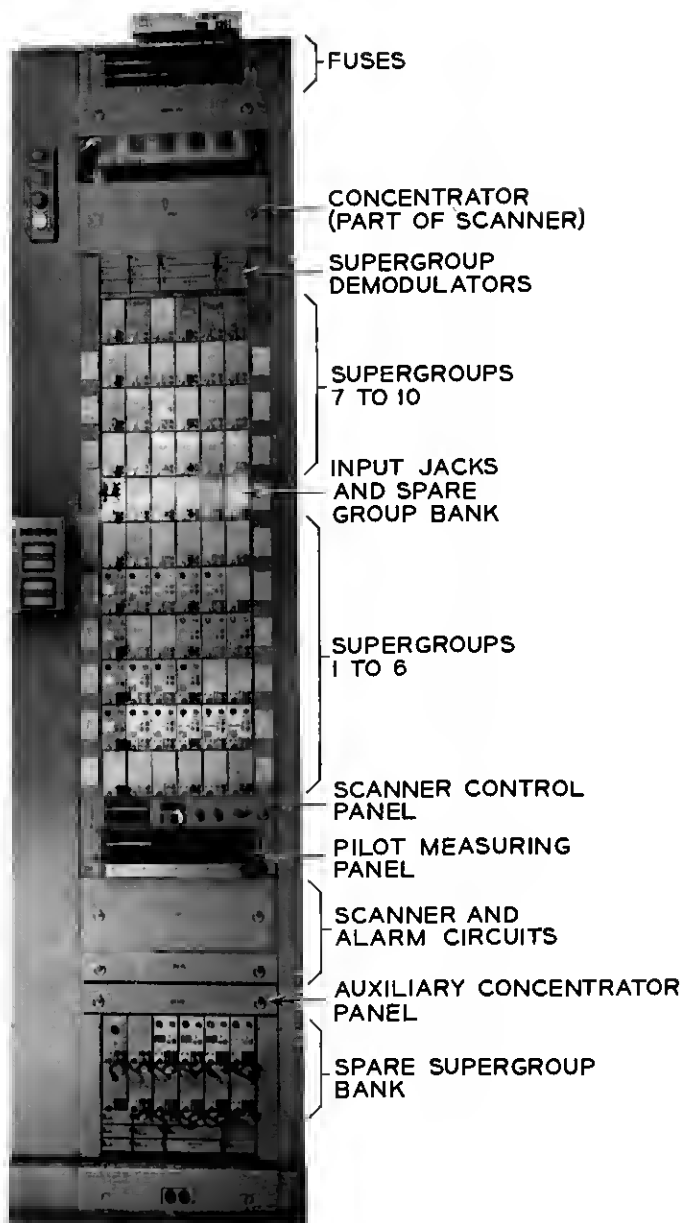 FUSES
CONCENTRATOR
(PART OF SCANNER)
SUPERGROUP
DEMODULATORS
SUPERGROUPS
7 TO 10
INPUT JACKS
AND SPARE
GROUP BANK
SUPERGROUPS
1 TO 6
SCANNER CONTROL
PANEL
PILOT MEASURING
PANEL
SCANNER AND
ALARM CIRCUITS
AUXILIARY CONCENTRATOR
PANEL
SPARE SUPERGROUP
BANK